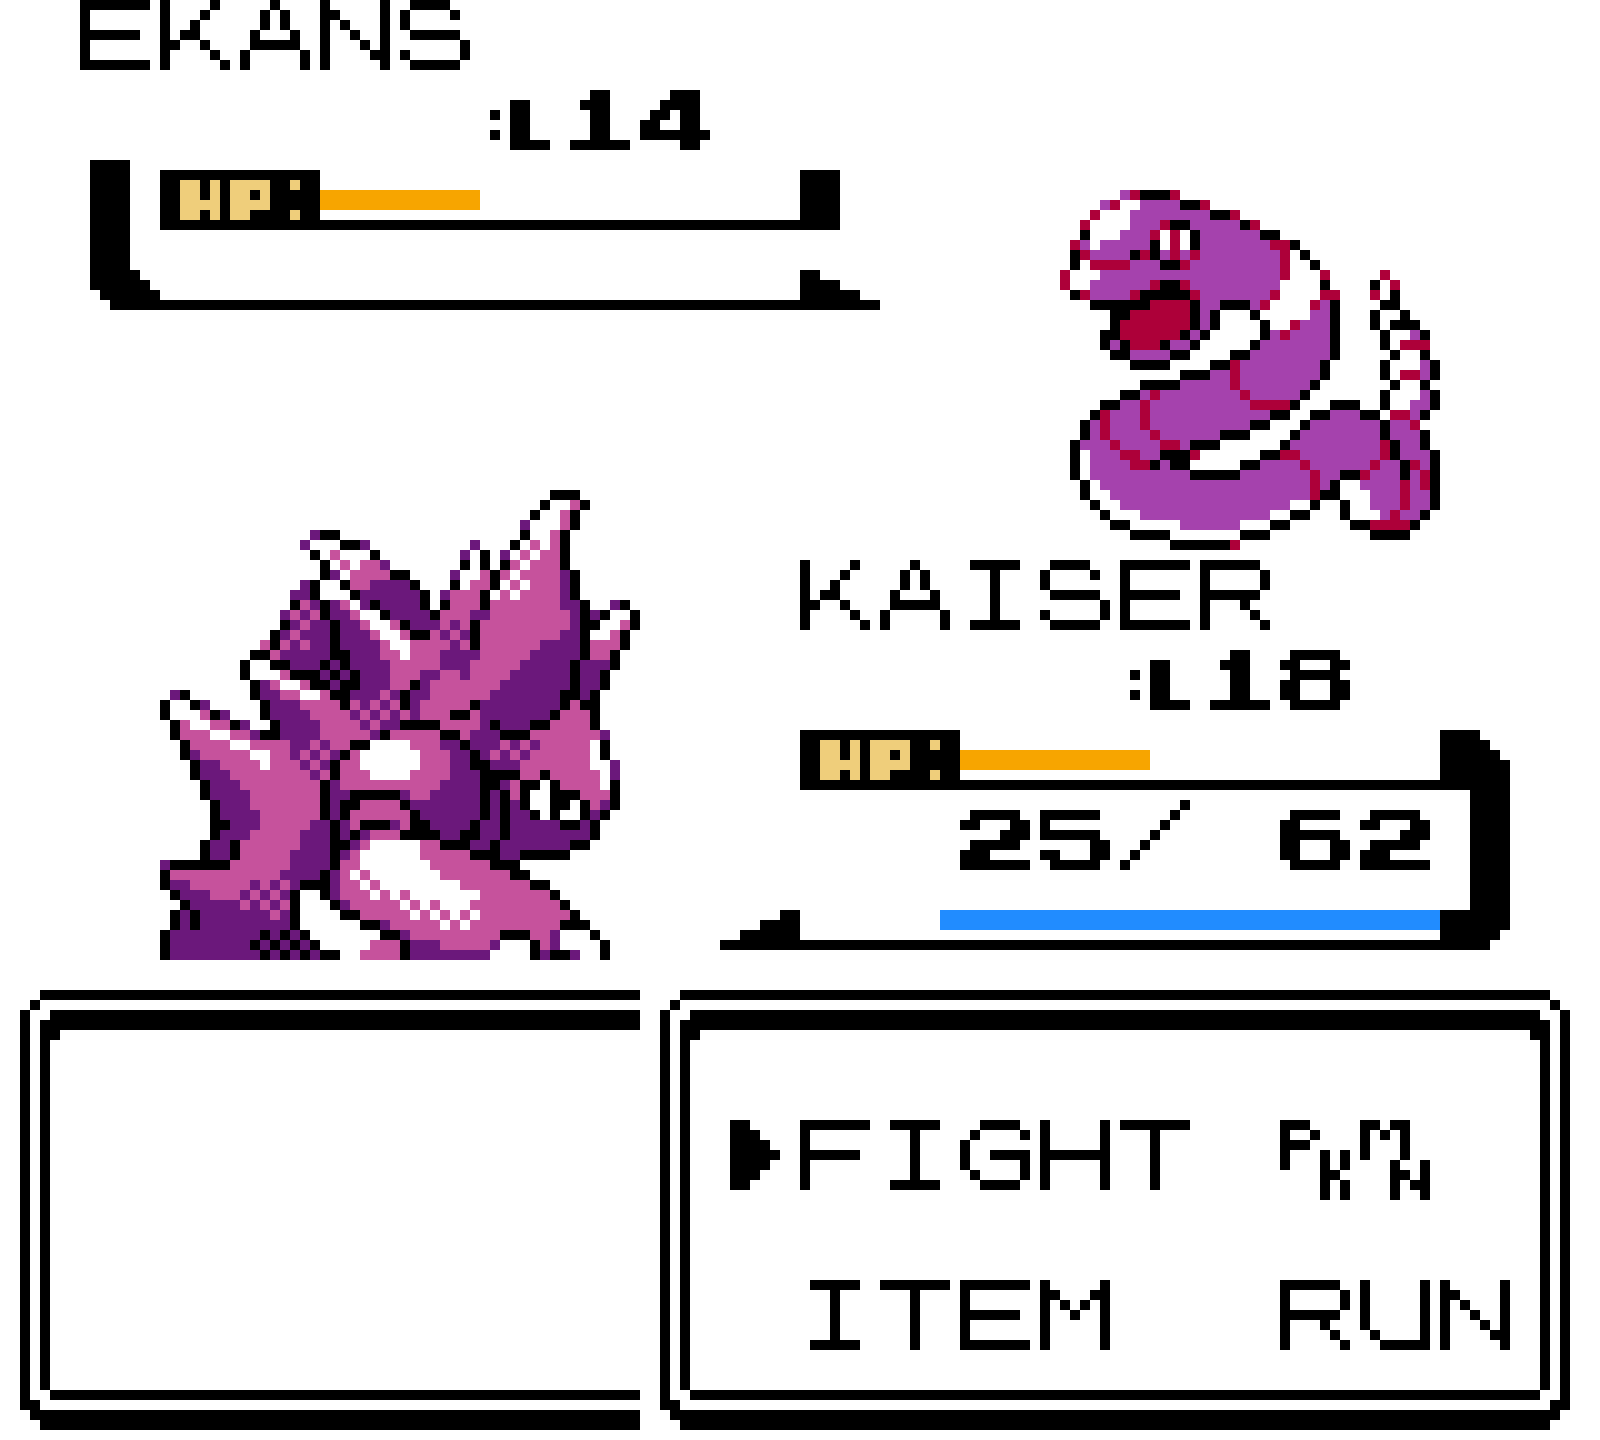 EKANS
:L14
HP:
KAISER
:L18
HP:
25/ 62
▶FIGHT PKMN
ITEM RUN